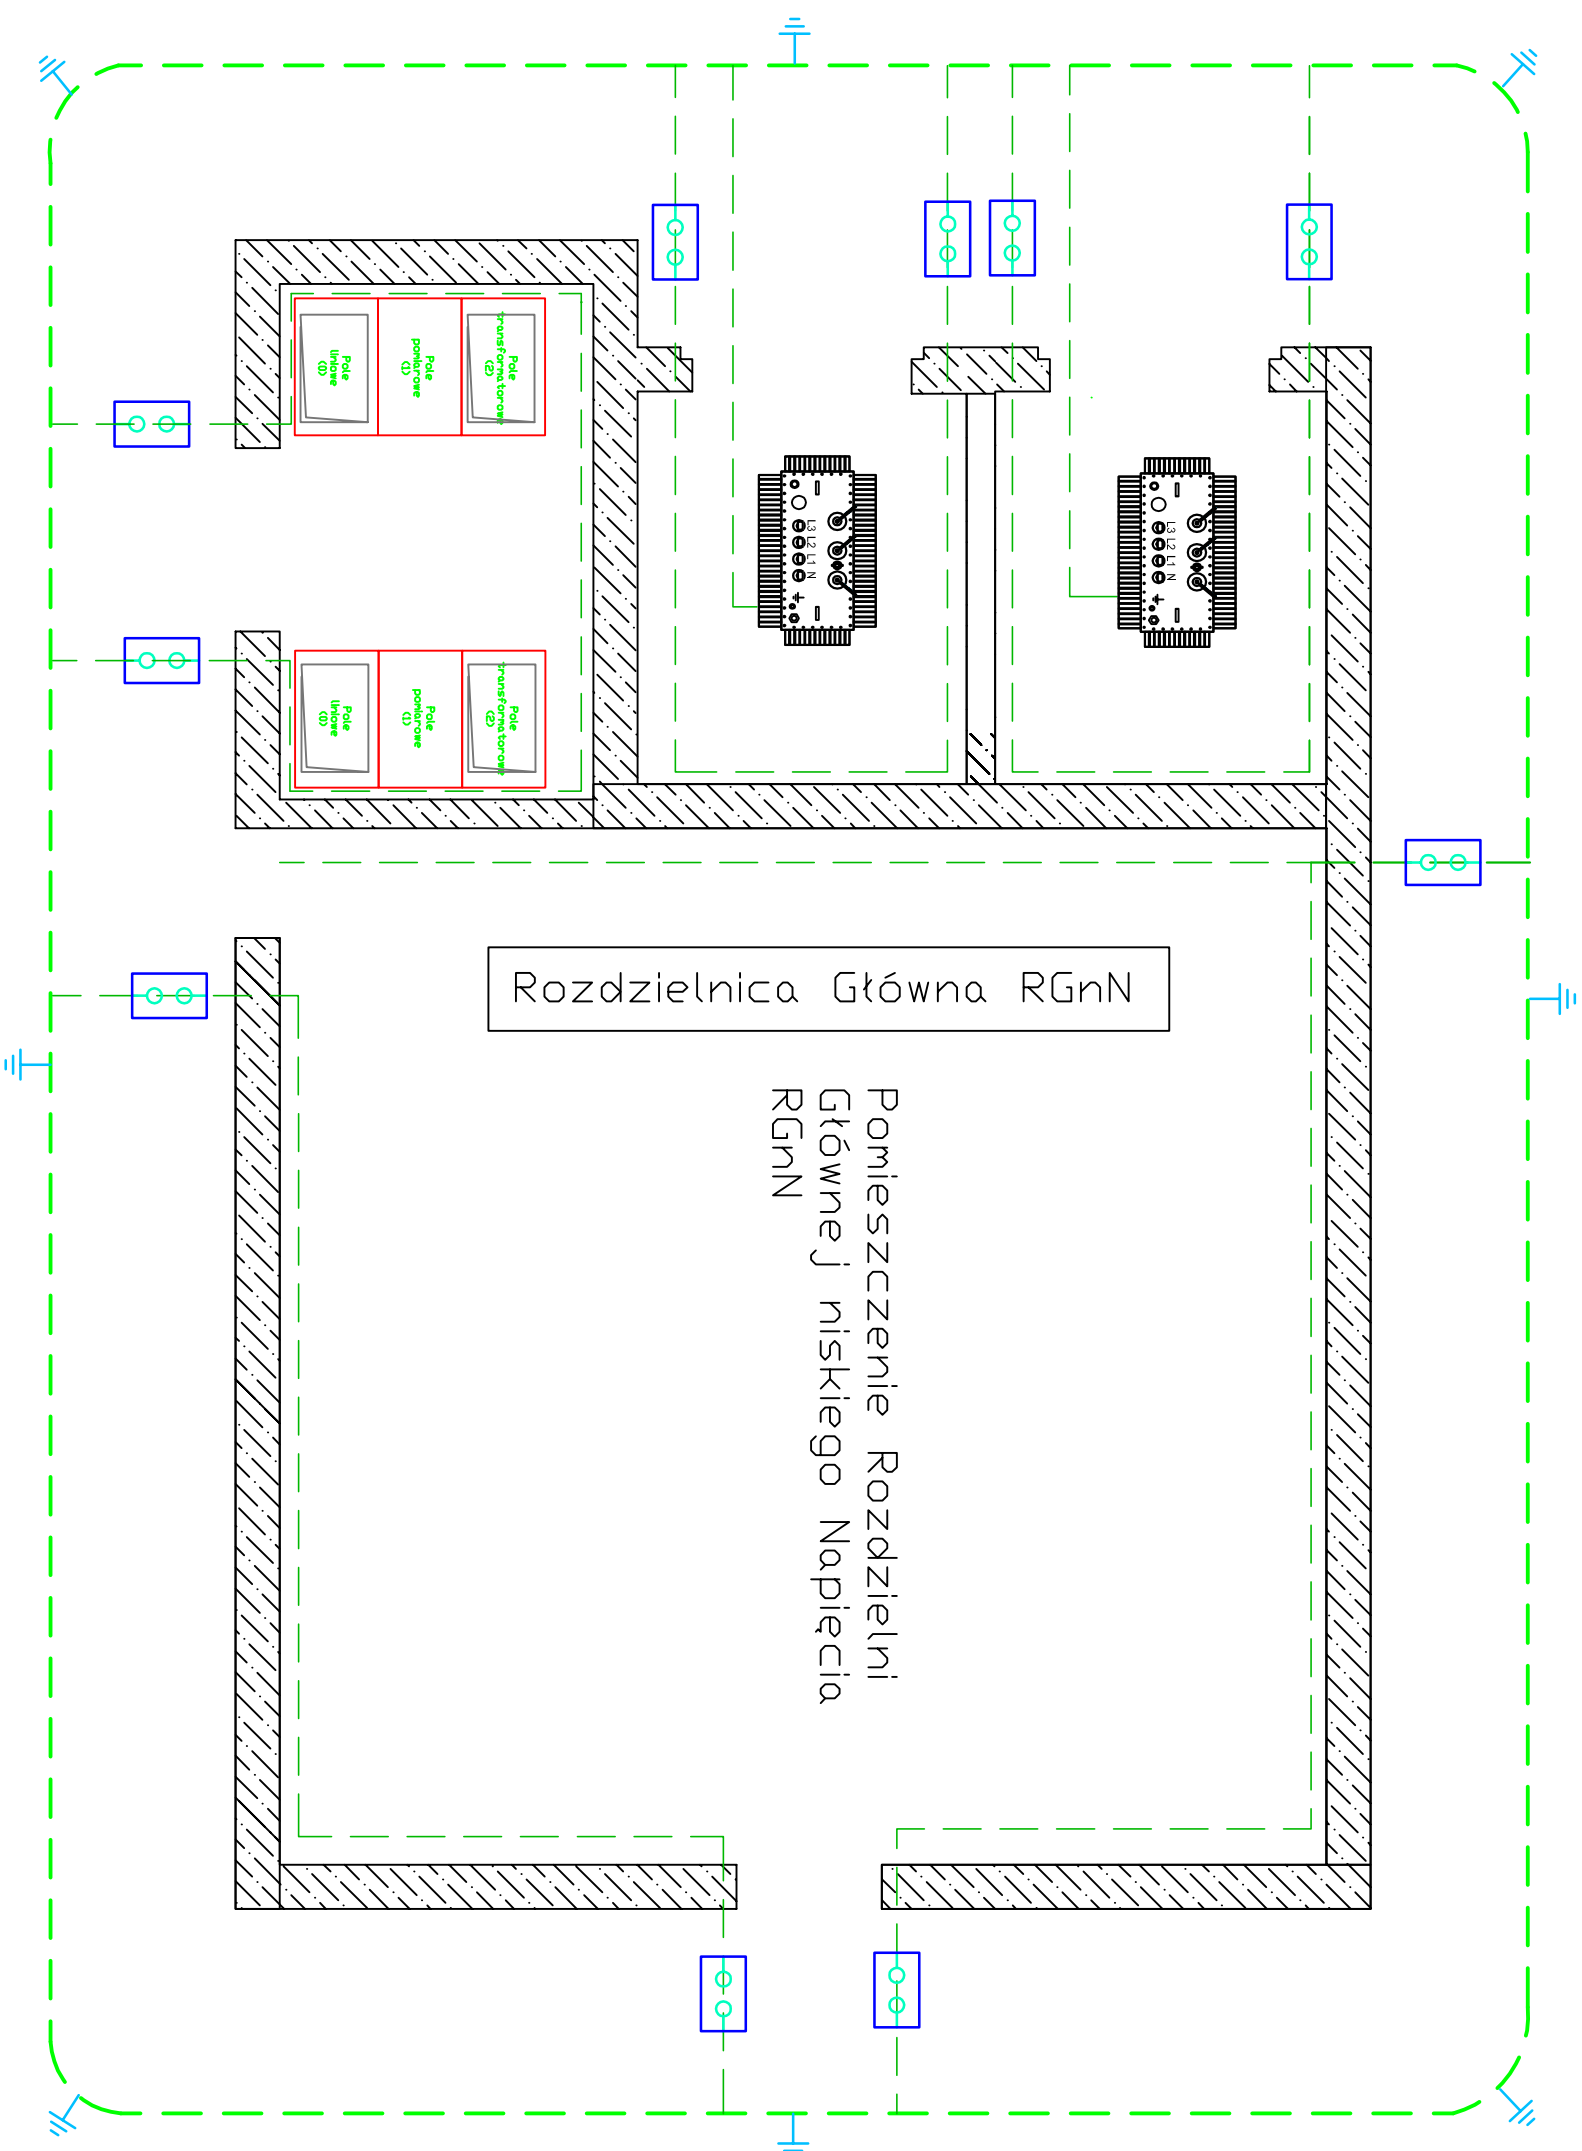 Pole
liniowe
(0)
Pole
pomiarowe
(1)
Pole
transformatorowe
(2)
L3 L2 L1 N
L3 L2 L1 N
Pole
liniowe
(0)
Pole
pomiarowe
(1)
Pole
transformatorowe
(2)
Rozdzielnica Główna RGnN
Pomieszczenie Rozdzielni
Głównej niskiego Napięcia
RGnN